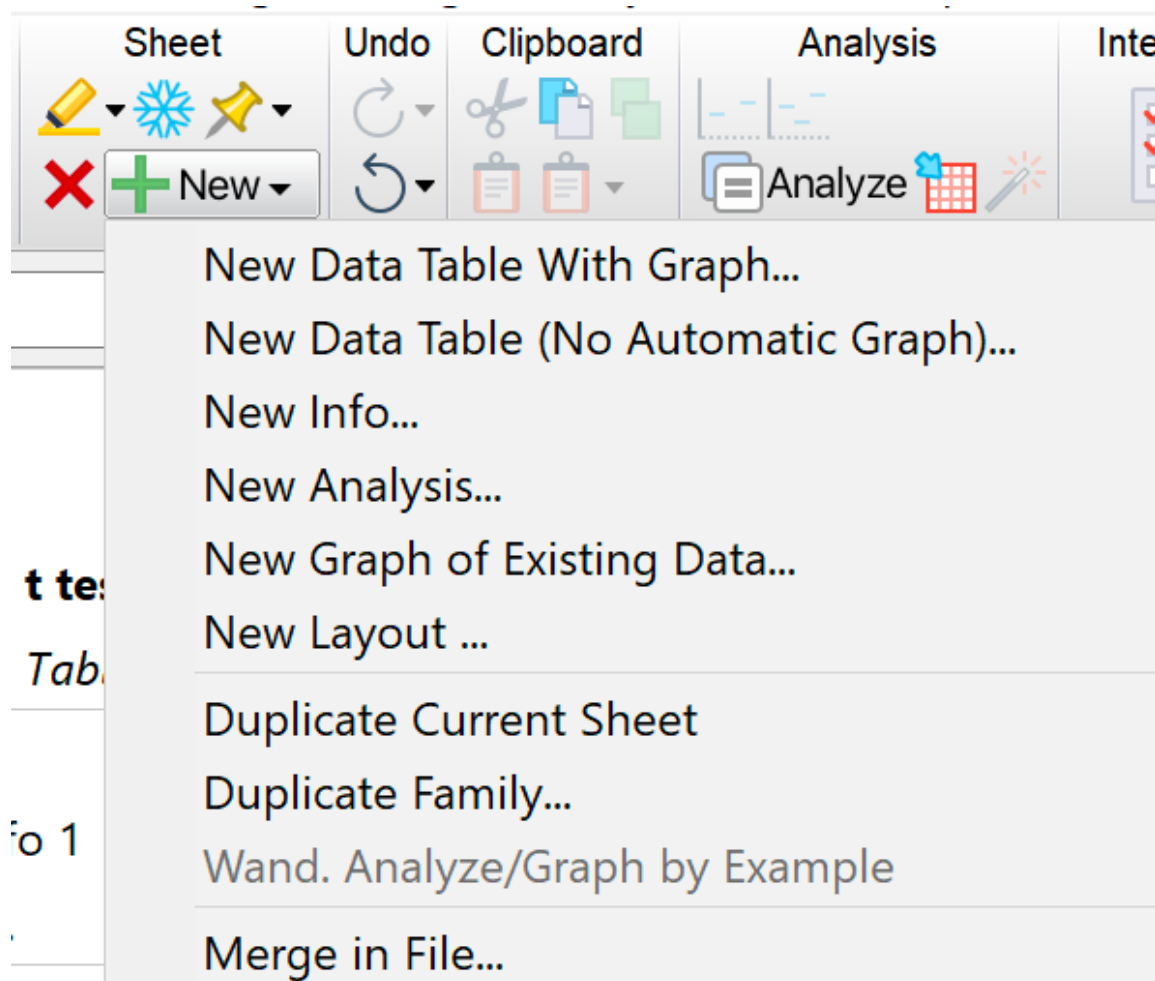 Sheet Undo Clipboard Analysis
New
Analyze
New Data Table With Graph...
New Data Table (No Automatic Graph)...
New Info...
New Analysis...
New Graph of Existing Data...
t
New Layout ...
Duplicate Current Sheet
Duplicate Family...
1
Wand. Analyze/Graph by Example
Merge in File...